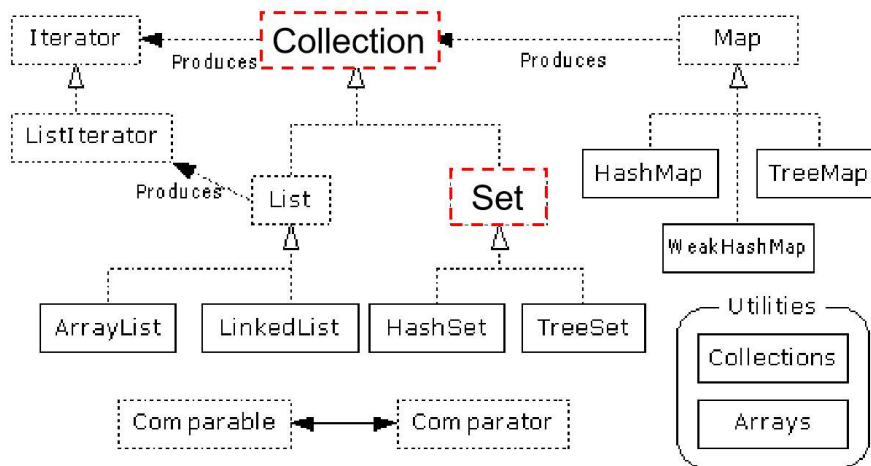 Iterator
Produces
Collection
Produces
Map
ListIterator
Produces
List
Set
HashMap
TreeMap
WeakHashMap
ArrayList
LinkedList
HashSet
TreeSet
Utilities
Collections
Arrays
Comparable
Comparator